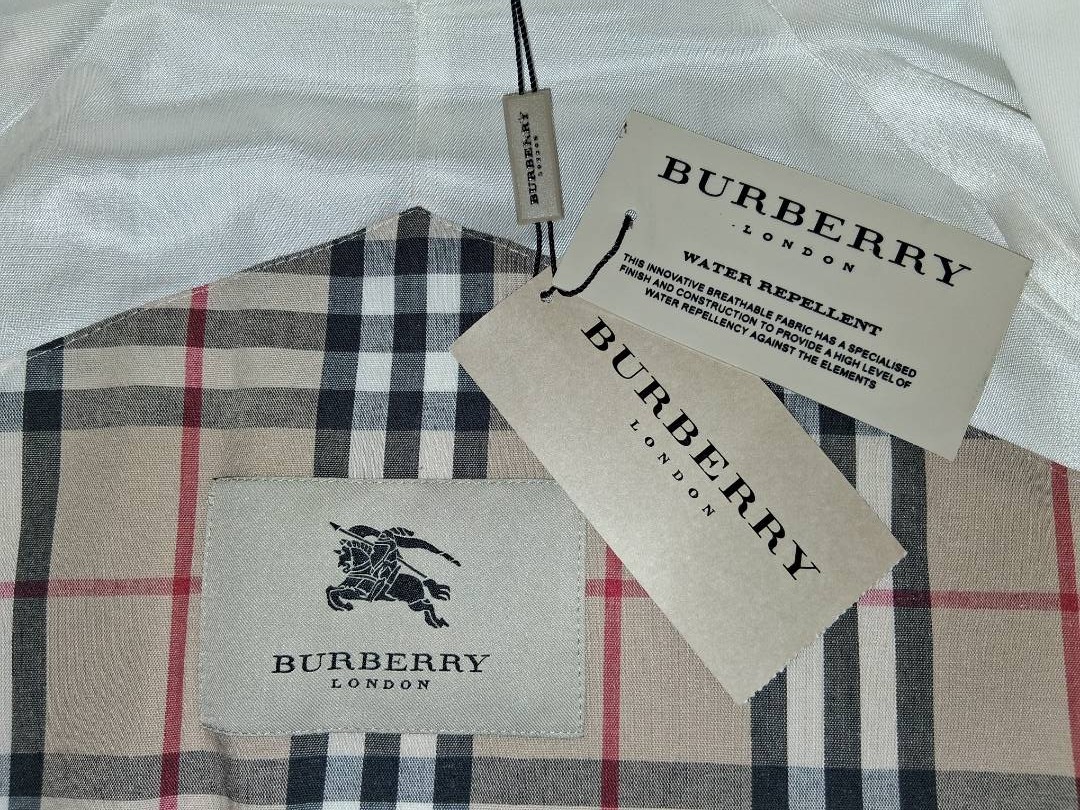 BURBERRY
LONDON
BURBERRY
LONDON
WATER REPELLENT
THIS INNOVATIVE BREATHABLE FABRIC HAS A SPECIALISED
FINISH AND CONSTRUCTION TO PROVIDE A HIGH LEVEL OF
WATER REPELLENCY AGAINST THE ELEMENTS
BURBERRY
LONDON
BURBERRY
LONDON